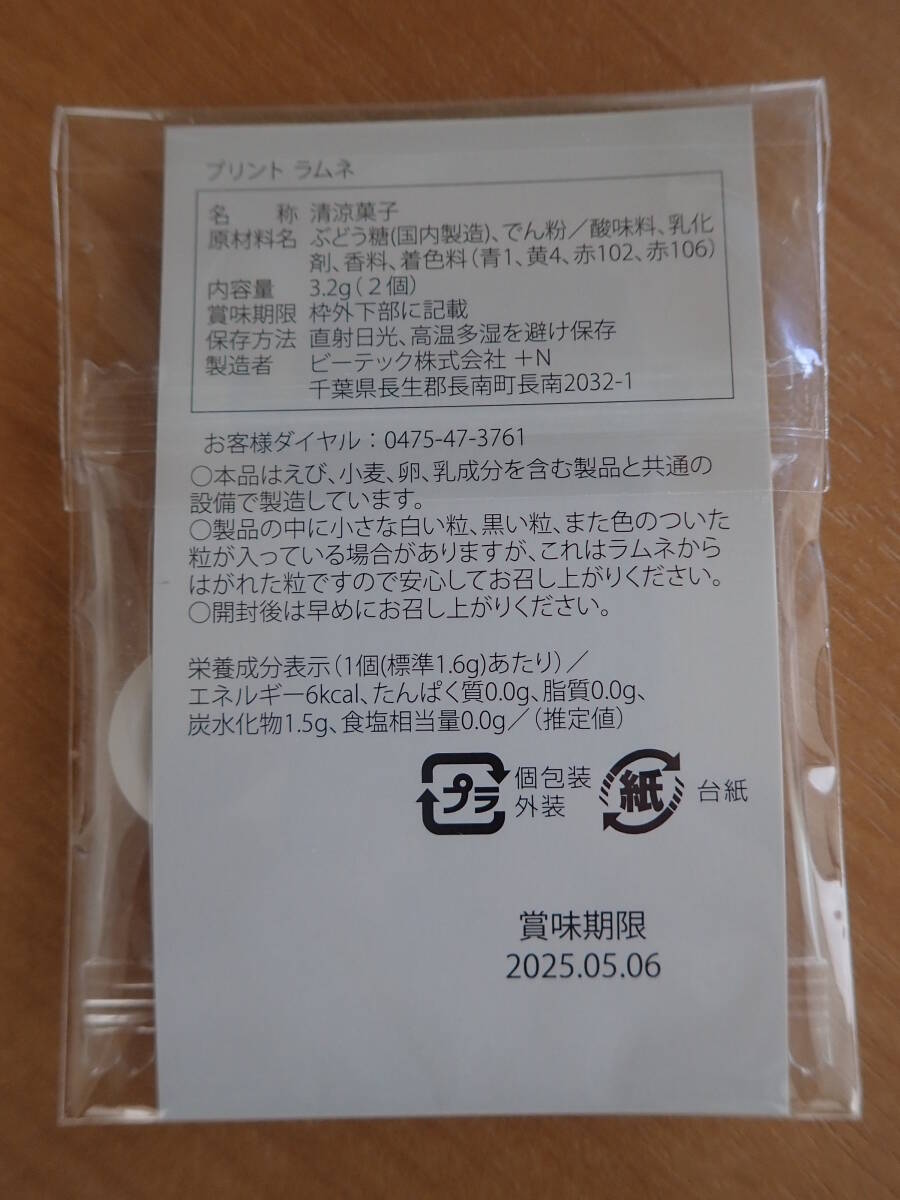 プリント ラムネ
名　　称 清涼菓子
原材料名 ぶどう糖(国内製造)、でん粉／酸味料、乳化
剤、香料、着色料（青1、黄4、赤102、赤106）
内容量 3.2g（２個）
賞味期限 枠外下部に記載
保存方法 直射日光、高温多湿を避け保存
製造者 ビーテック株式会社 +N
千葉県長生郡長南町長南2032-1
お客様ダイヤル：0475-47-3761
○本品はえび、小麦、卵、乳成分を含む製品と共通の
設備で製造しています。
○製品の中に小さな白い粒、黒い粒、また色のついた
粒が入っている場合がありますが、これはラムネから
はがれた粒ですので安心してお召し上がりください。
○開封後は早めにお召し上がりください。
栄養成分表示（1個(標準1.6g)あたり）／
エネルギー6kcal、たんぱく質0.0g、脂質0.0g、
炭水化物1.5g、食塩相当量0.0g／（推定値）
プラ 個包装 紙 台紙
外装
賞味期限
2025.05.06